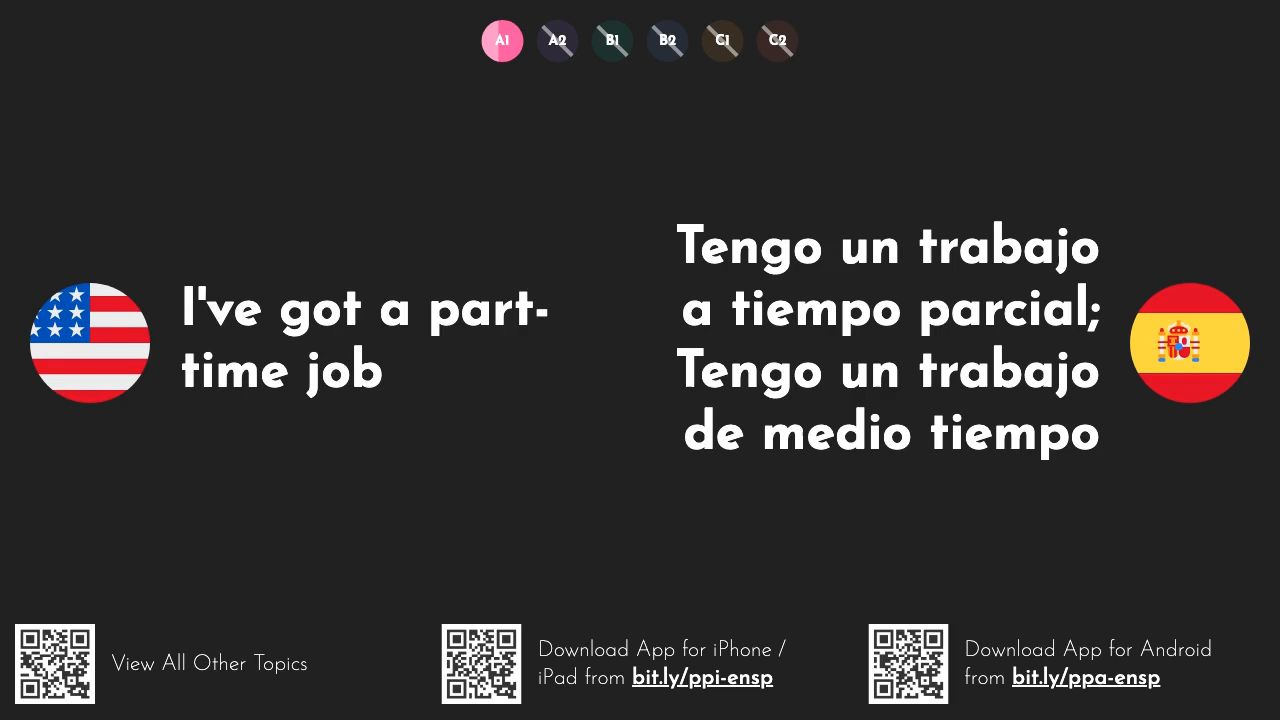 A1 A2 B1 B2 C1 C2
I've got a part-
time job
Tengo un trabajo
a tiempo parcial;
Tengo un trabajo
de medio tiempo
View All Other Topics
Download App for iPhone /
iPad from bit.ly/ppi-ensp
Download App for Android
from bit.ly/ppa-ensp